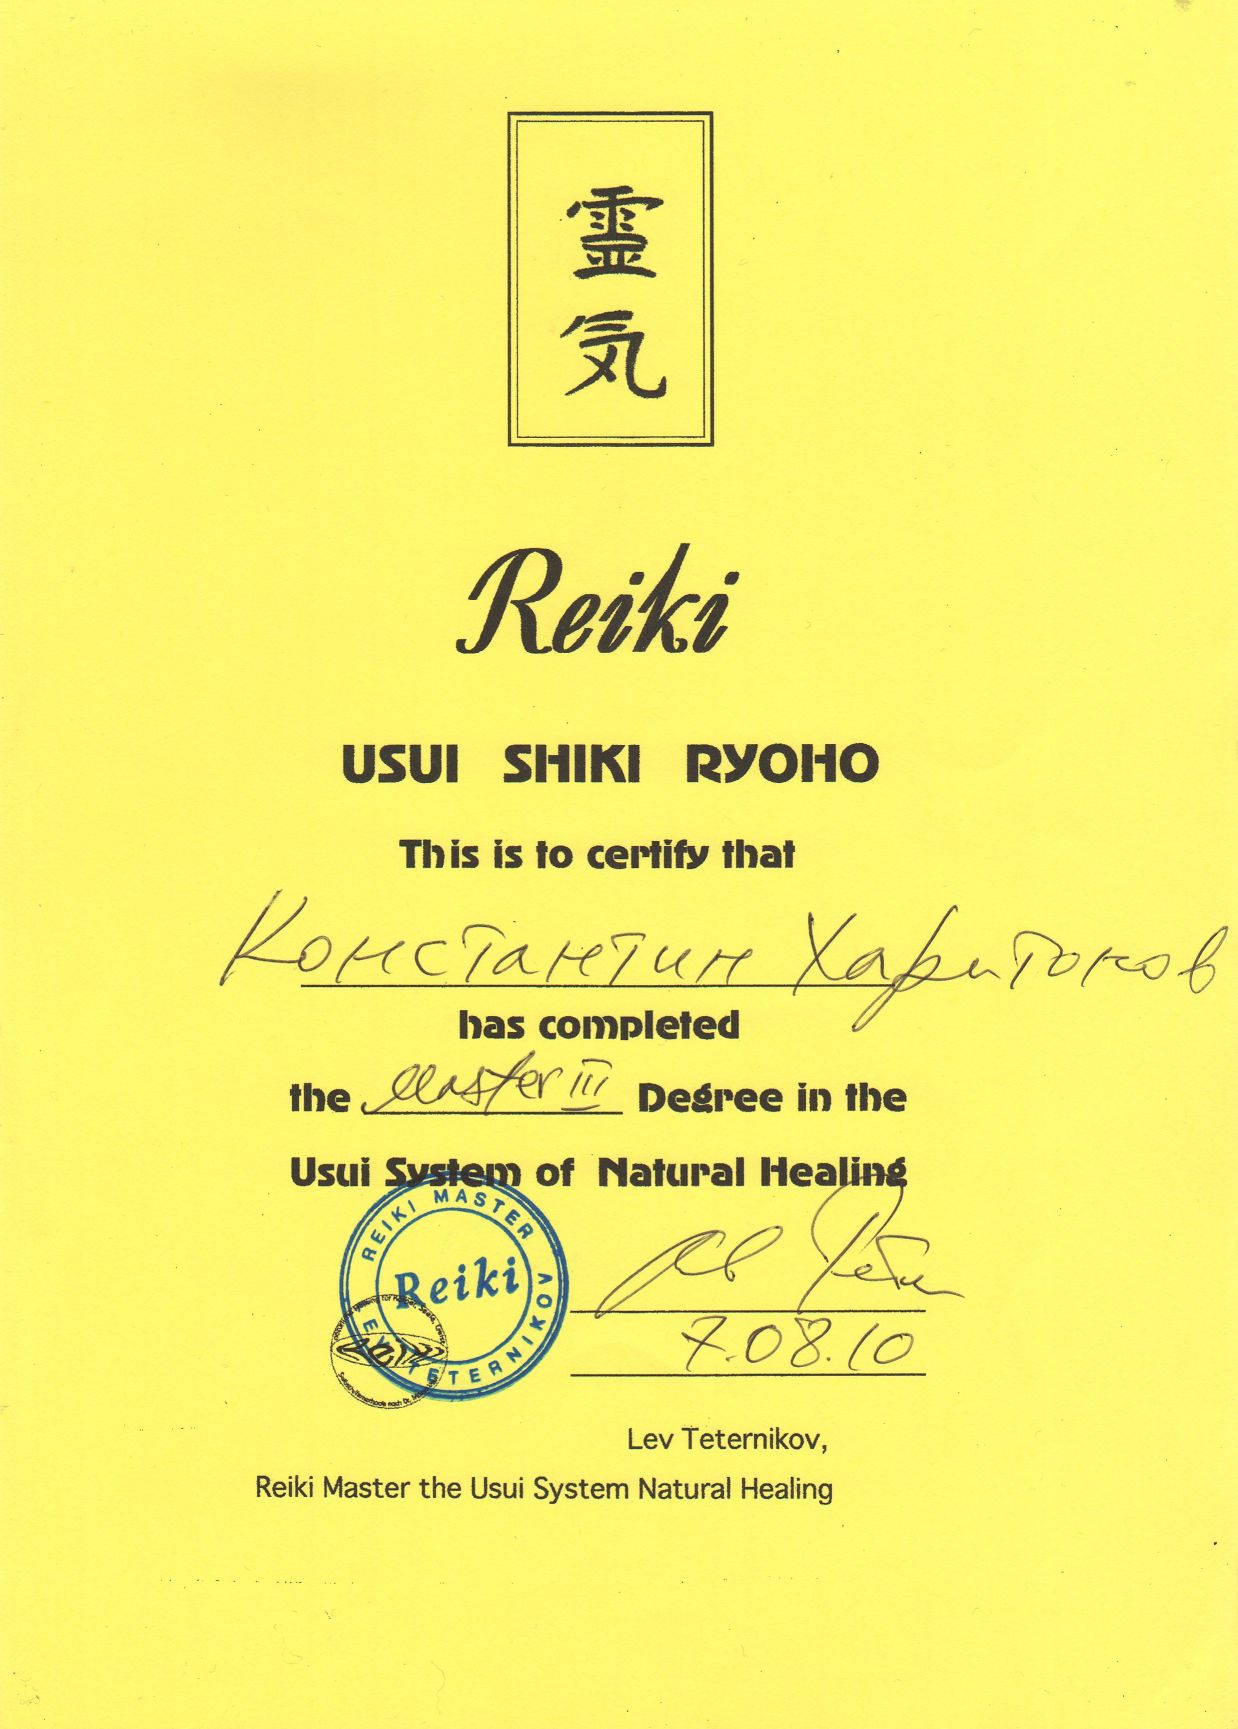 霊
気
Reiki
USUI SHIKI RYOHO
This is to certify that
Константин Харитонов
has completed
the Master III Degree in the
Usui System of Natural Healing
REIKI MASTER
Reiki
TETERNIKOV
7.08.10
Lev Teternikov,
Reiki Master the Usui System Natural Healing